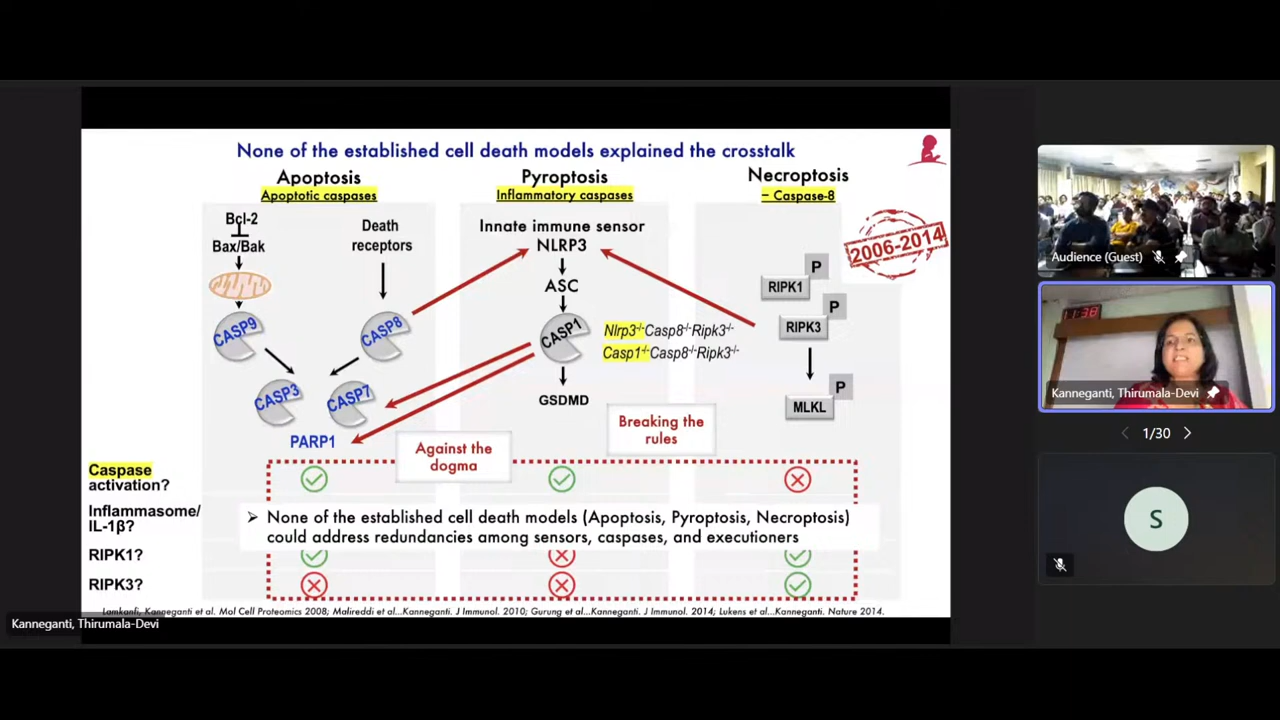 None of the established cell death models explained the crosstalk
Apoptosis
Apoptotic caspases
Pyroptosis
Inflammatory caspases
Necroptosis
– Caspase-8
2006-2014
Bcl-2
Bax/Bak
Death
receptors
CASP9
CASP8
CASP3
CASP7
PARP1
Innate immune sensor
NLRP3
ASC
CASP1
GSDMD
Nlrp3-/-Casp8-/-Ripk3-/-
Casp1-/-Casp8-/-Ripk3-/-
P
RIPK1
P
RIPK3
P
MLKL
Against the
dogma
Breaking the
rules
Caspase
activation?
Inflammasome/
IL-1β?
RIPK1?
RIPK3?
➢ None of the established cell death models (Apoptosis, Pyroptosis, Necroptosis)
could address redundancies among sensors, caspases, and executioners
Lamkanfi, Kanneganti et al. Mol Cell Proteomics 2008; Malireddi et al...Kanneganti. J Immunol. 2010; Gurung et al...Kanneganti. J Immunol. 2014; Lukens et al...Kanneganti. Nature 2014.
Kanneganti, Thirumala-Devi
Audience (Guest)
11:38
Kanneganti, Thirumala-Devi
1/30
S